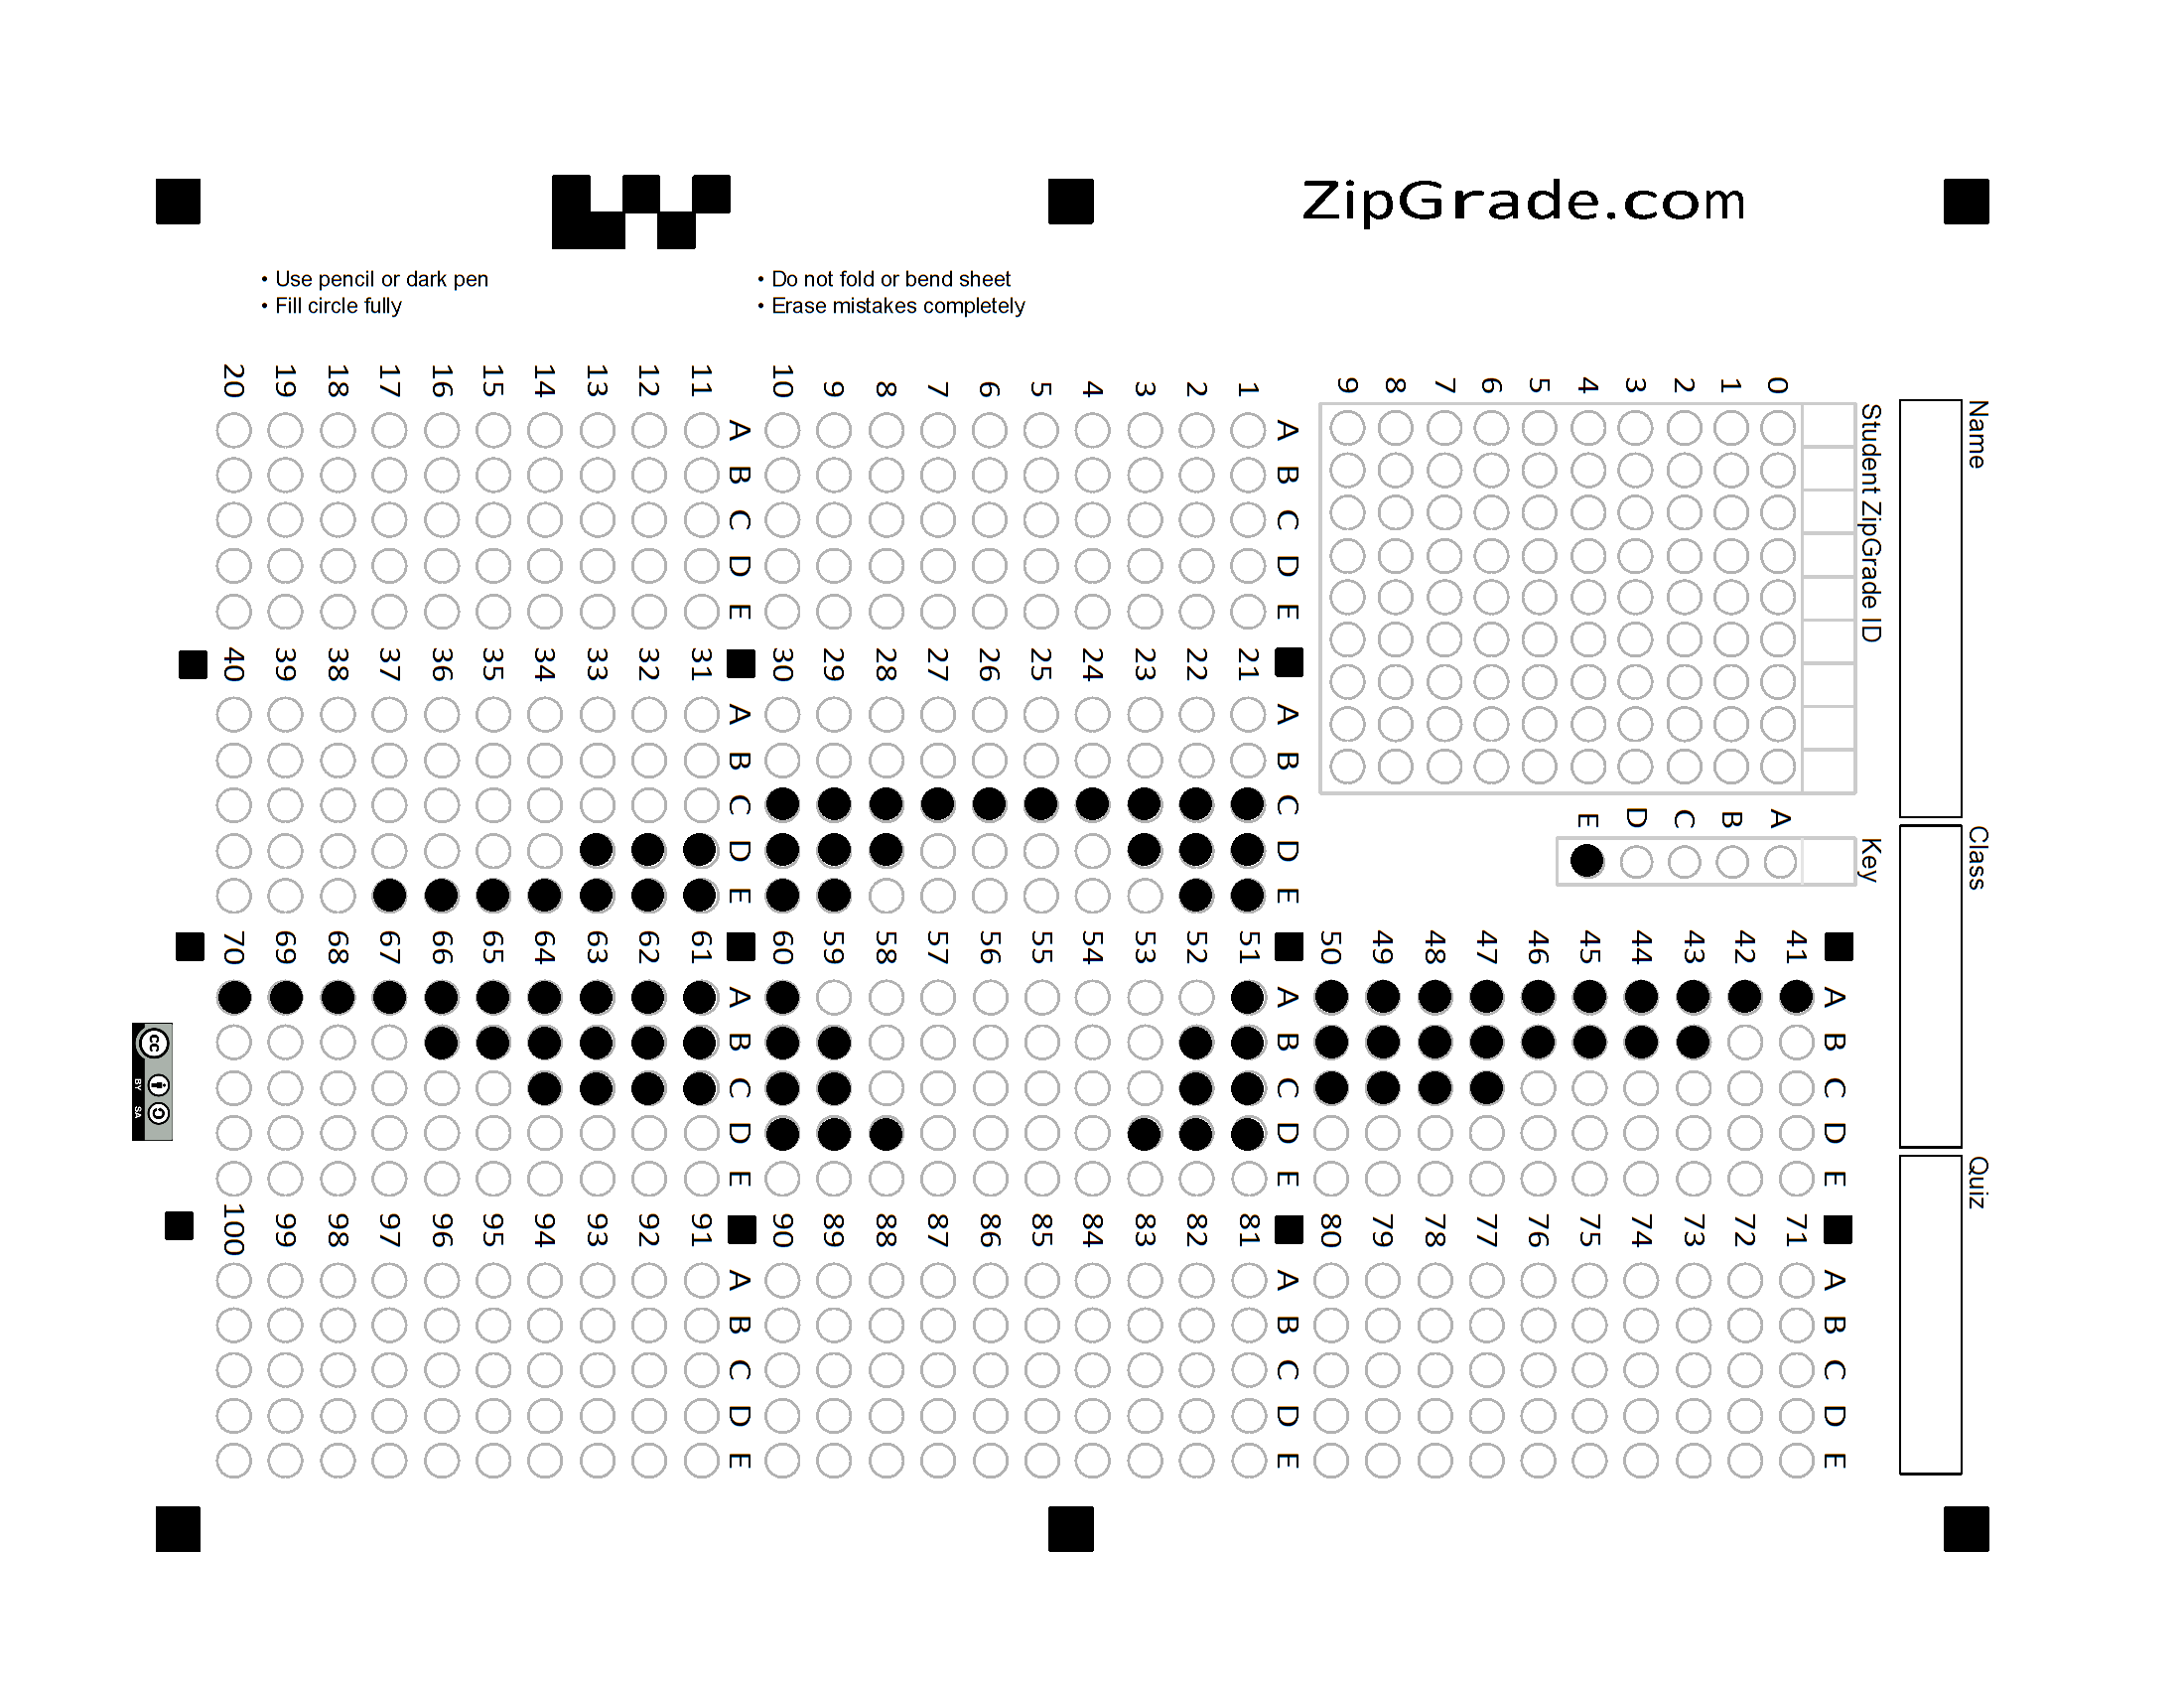 ZipGrade.com
• Use pencil or dark pen
• Fill circle fully
• Do not fold or bend sheet
• Erase mistakes completely
Name
Class
Quiz
Student ZipGrade ID
0 1 2 3 4 5 6 7 8 9
Key
A B C D E
1 2 3 4 5 6 7 8 9 10
A B C D E
11 12 13 14 15 16 17 18 19 20
A B C D E
21 22 23 24 25 26 27 28 29 30
A B C D E
31 32 33 34 35 36 37 38 39 40
A B C D E
41 42 43 44 45 46 47 48 49 50
A B C D E
51 52 53 54 55 56 57 58 59 60
A B C D E
61 62 63 64 65 66 67 68 69 70
A B C D E
71 72 73 74 75 76 77 78 79 80
A B C D E
81 82 83 84 85 86 87 88 89 90
A B C D E
91 92 93 94 95 96 97 98 99 100
A B C D E
cc BY SA